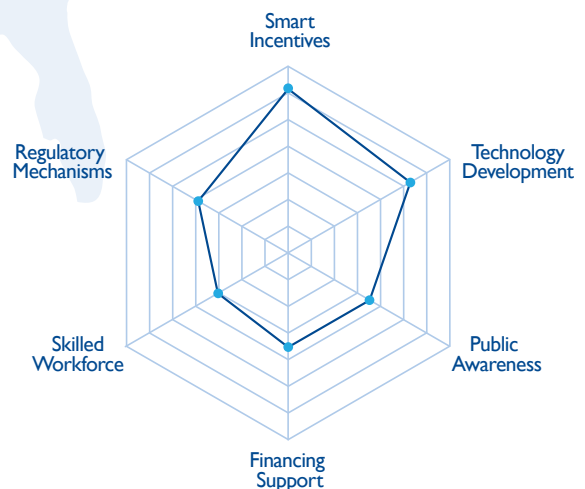 Smart
Incentives
Regulatory
Mechanisms
Technology
Development
Skilled
Workforce
Public
Awareness
Financing
Support